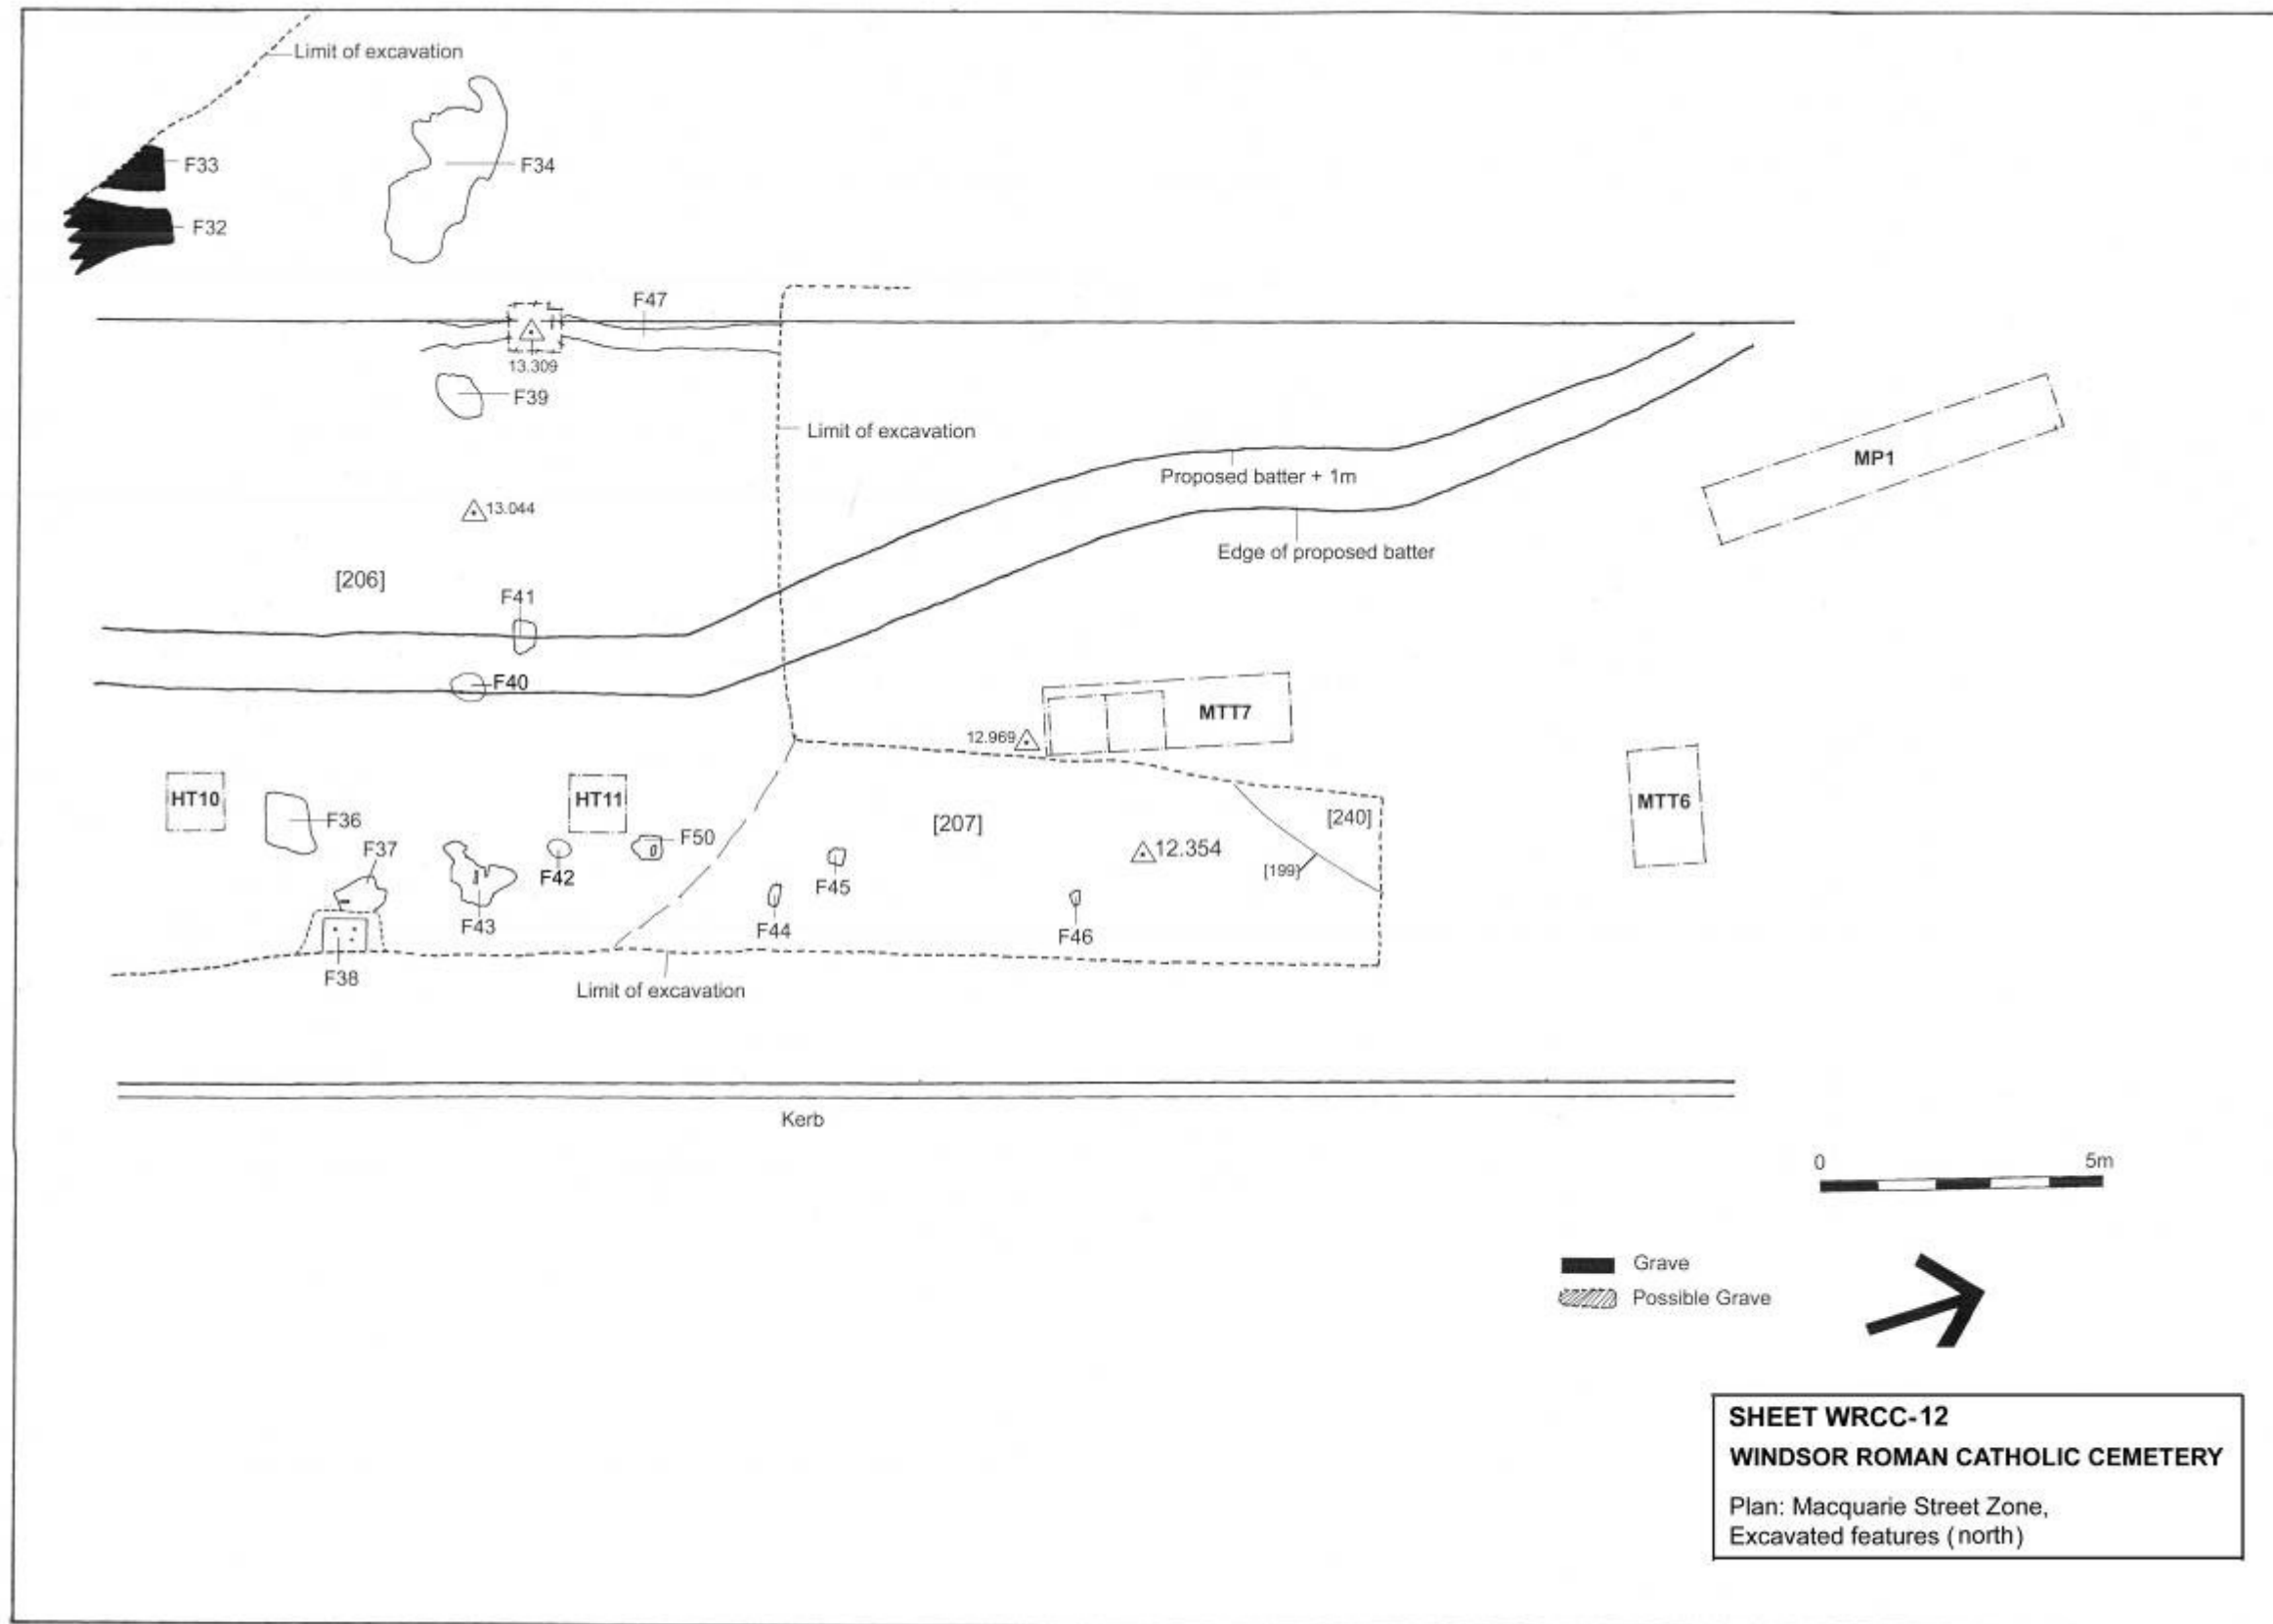 Limit of excavation
F33
F34
F32
F47
13.309
F39
Limit of excavation
MP1
Proposed batter + 1m
13.044
Edge of proposed batter
[206]
F41
F40
MTT7
12.969
HT10
HT11
MTT6
F36
[207]
[240]
F50
F37
12.354
F42
[199]
F45
F43
F44
F46
F38
Limit of excavation
Kerb
0 5m
Grave
Possible Grave
SHEET WRCC-12
WINDSOR ROMAN CATHOLIC CEMETERY
Plan: Macquarie Street Zone,
Excavated features (north)